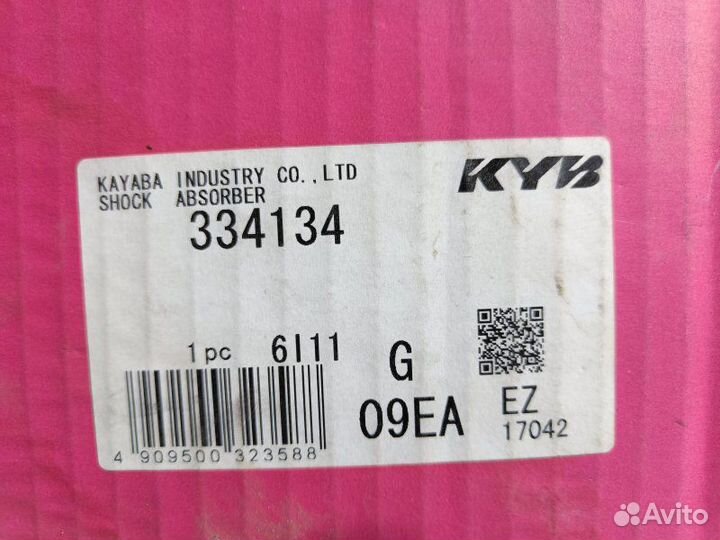 KAYABA INDUSTRY CO.,LTD
SHOCK ABSORBER
KYB
334134
1pc 6I11
G
09EA
EZ
17042
4 909500 323588
Avito